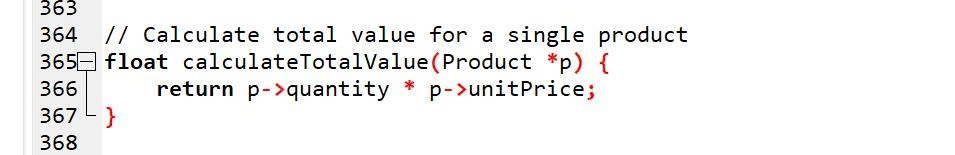 363
364 // Calculate total value for a single product
365 float calculateTotalValue(Product *p) {
366 return p->quantity * p->unitPrice;
367 }
368